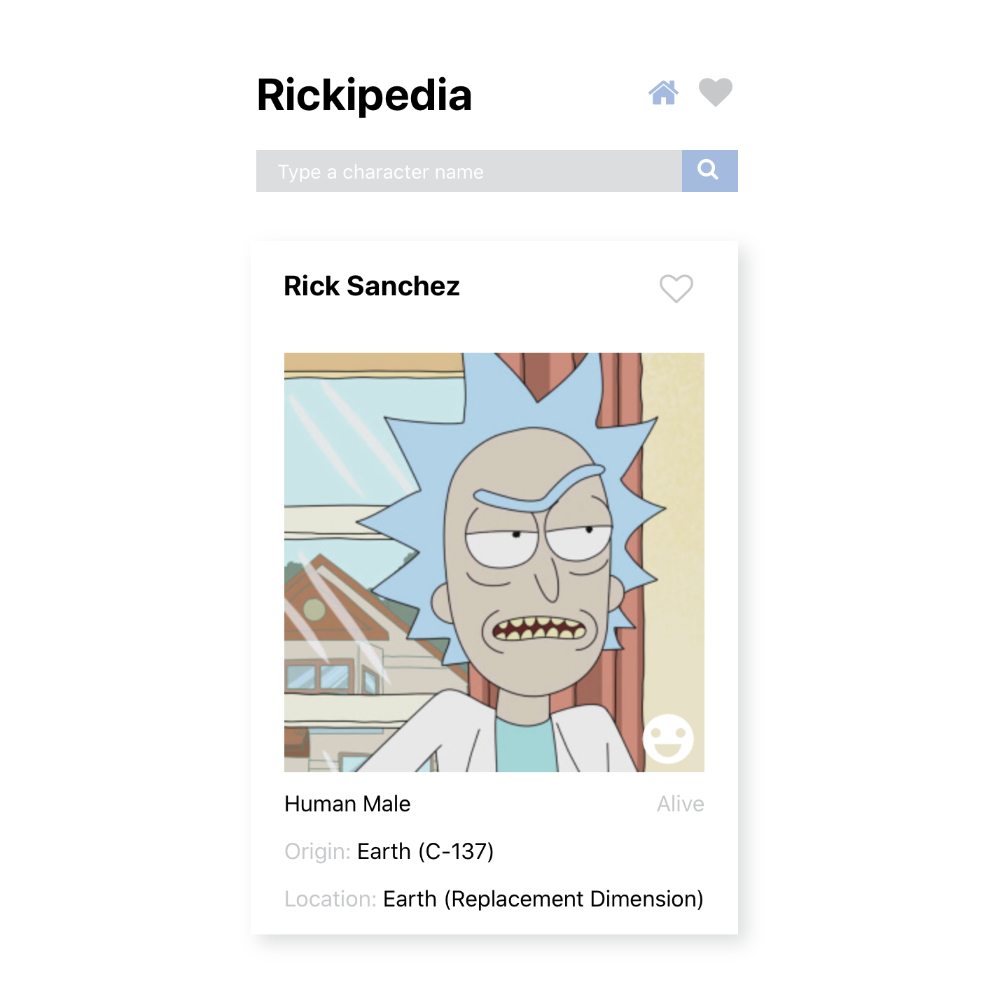 Rickipedia
Type a character name
Rick Sanchez
Human Male
Alive
Origin: Earth (C-137)
Location: Earth (Replacement Dimension)